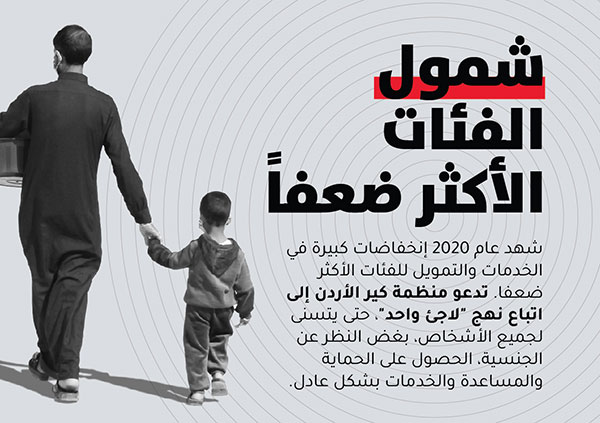 شمول
الفئات
الأكثر ضعفاً
شهد عام 2020 إنخفاضات كبيرة في
الخدمات والتمويل للفئات الأكثر
ضعفا. تدعو منظمة كير الأردن إلى
اتباع نهج "لاجئ واحد"، حتى يتسنى
لجميع الأشخاص، بغض النظر عن
الجنسية، الحصول على الحماية
والمساعدة والخدمات بشكل عادل.